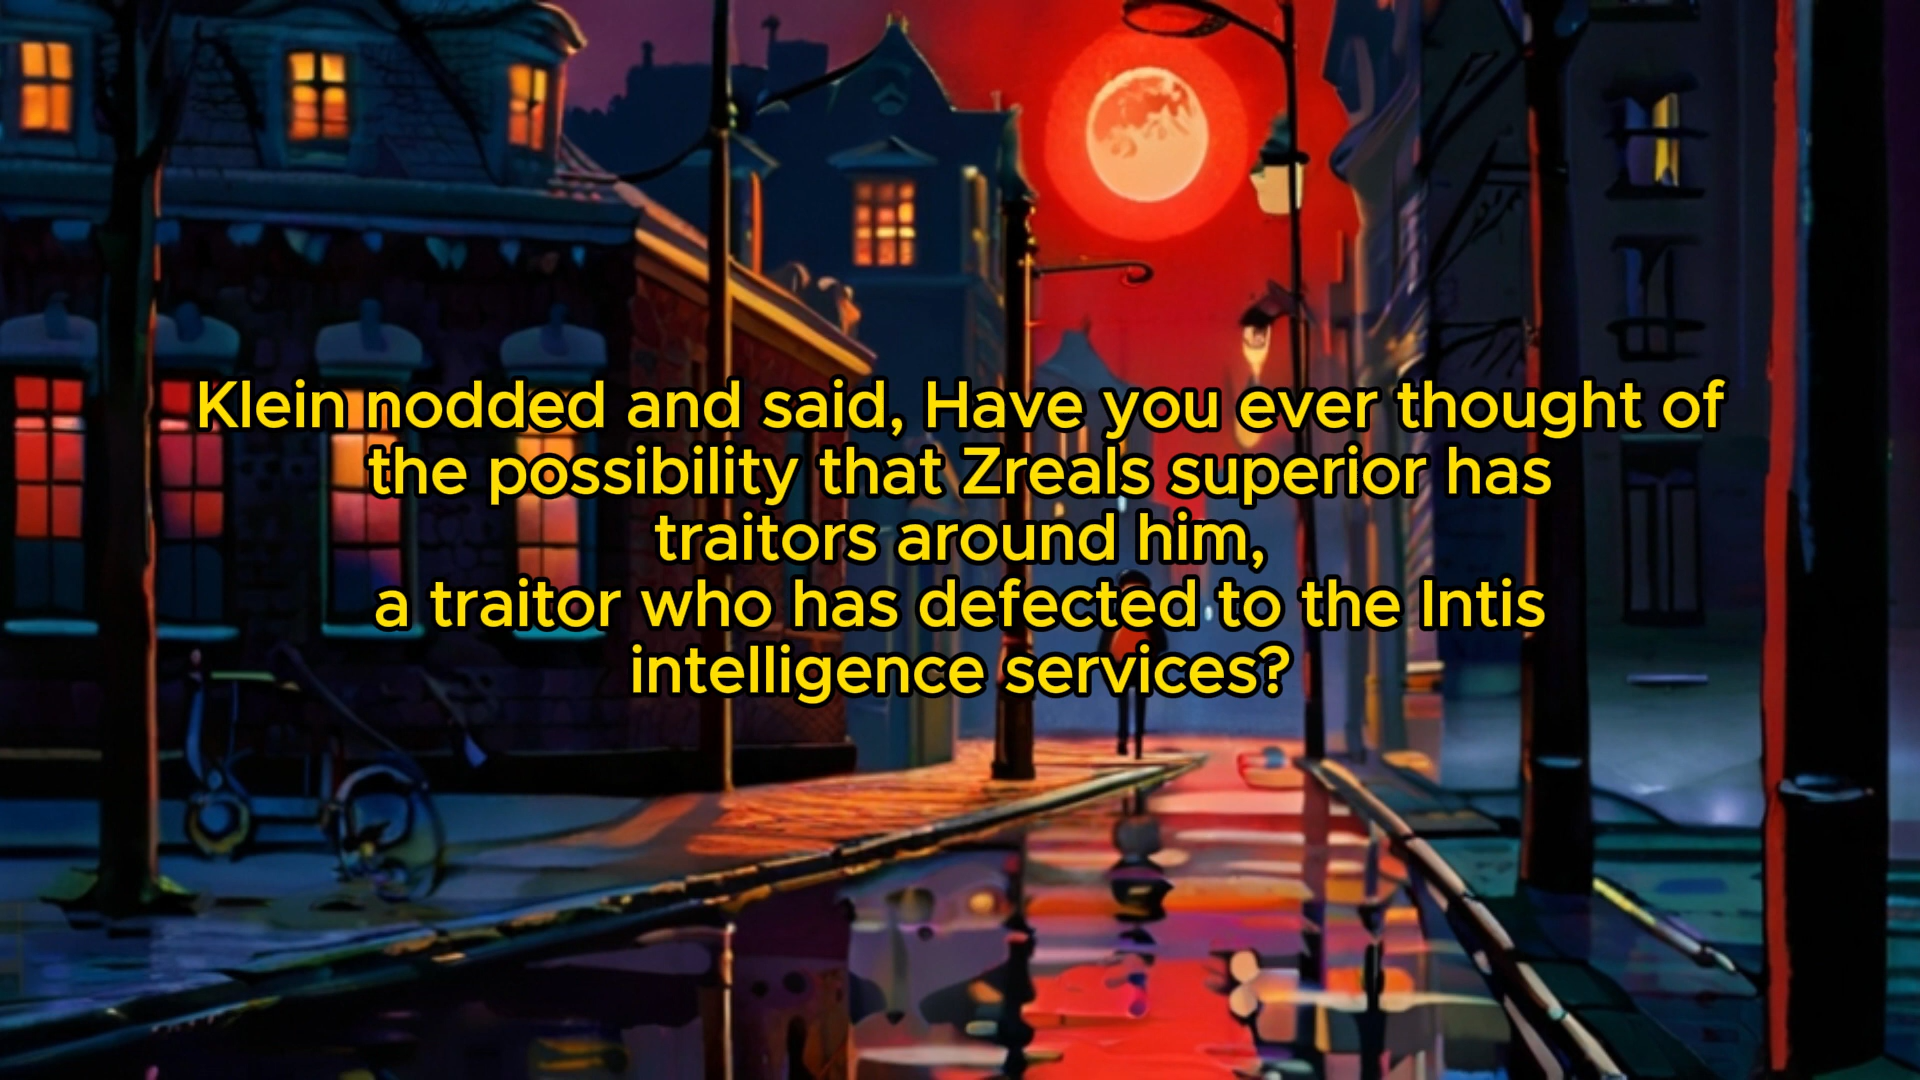 Klein nodded and said, Have you ever thought of
the possibility that Zreals superior has
traitors around him,
a traitor who has defected to the Intis
intelligence services?